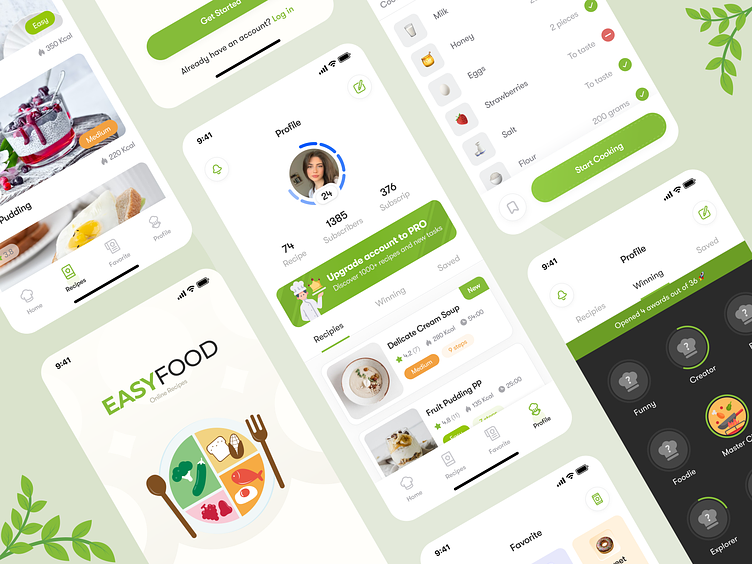 Easy
350 Kcal
Medium
220 Kcal
Pudding
3.8
Home
Recipes
Favorite
Profile
Get Started
Already have an account? Log in
9:41
EASYFOOD
Online Recipes
9:41
Profile
24
74
Recipe
1385
Subscribers
376
Subscrip
Upgrade account to PRO
Discover 1000+ recipes and new tasks
Recipies
Winning
Saved
New
Delicate Cream Soup
4.2 (7)
280 Kcal
54:00
Medium
9 steps
Fruit Pudding PP
4.8 (11)
135 Kcal
25:00
Home
Recipes
Favorite
Profile
Milk
Honey
2 pieces
Eggs
To taste
Strawberries
To taste
Salt
200 grams
Flour
Start Cooking
9:41
Profile
Recipies
Winning
Saved
Opened 4 awards out of 36
?
Funny
?
Creator
?
Foodie
Master C
?
Explorer
9:41
Favorite